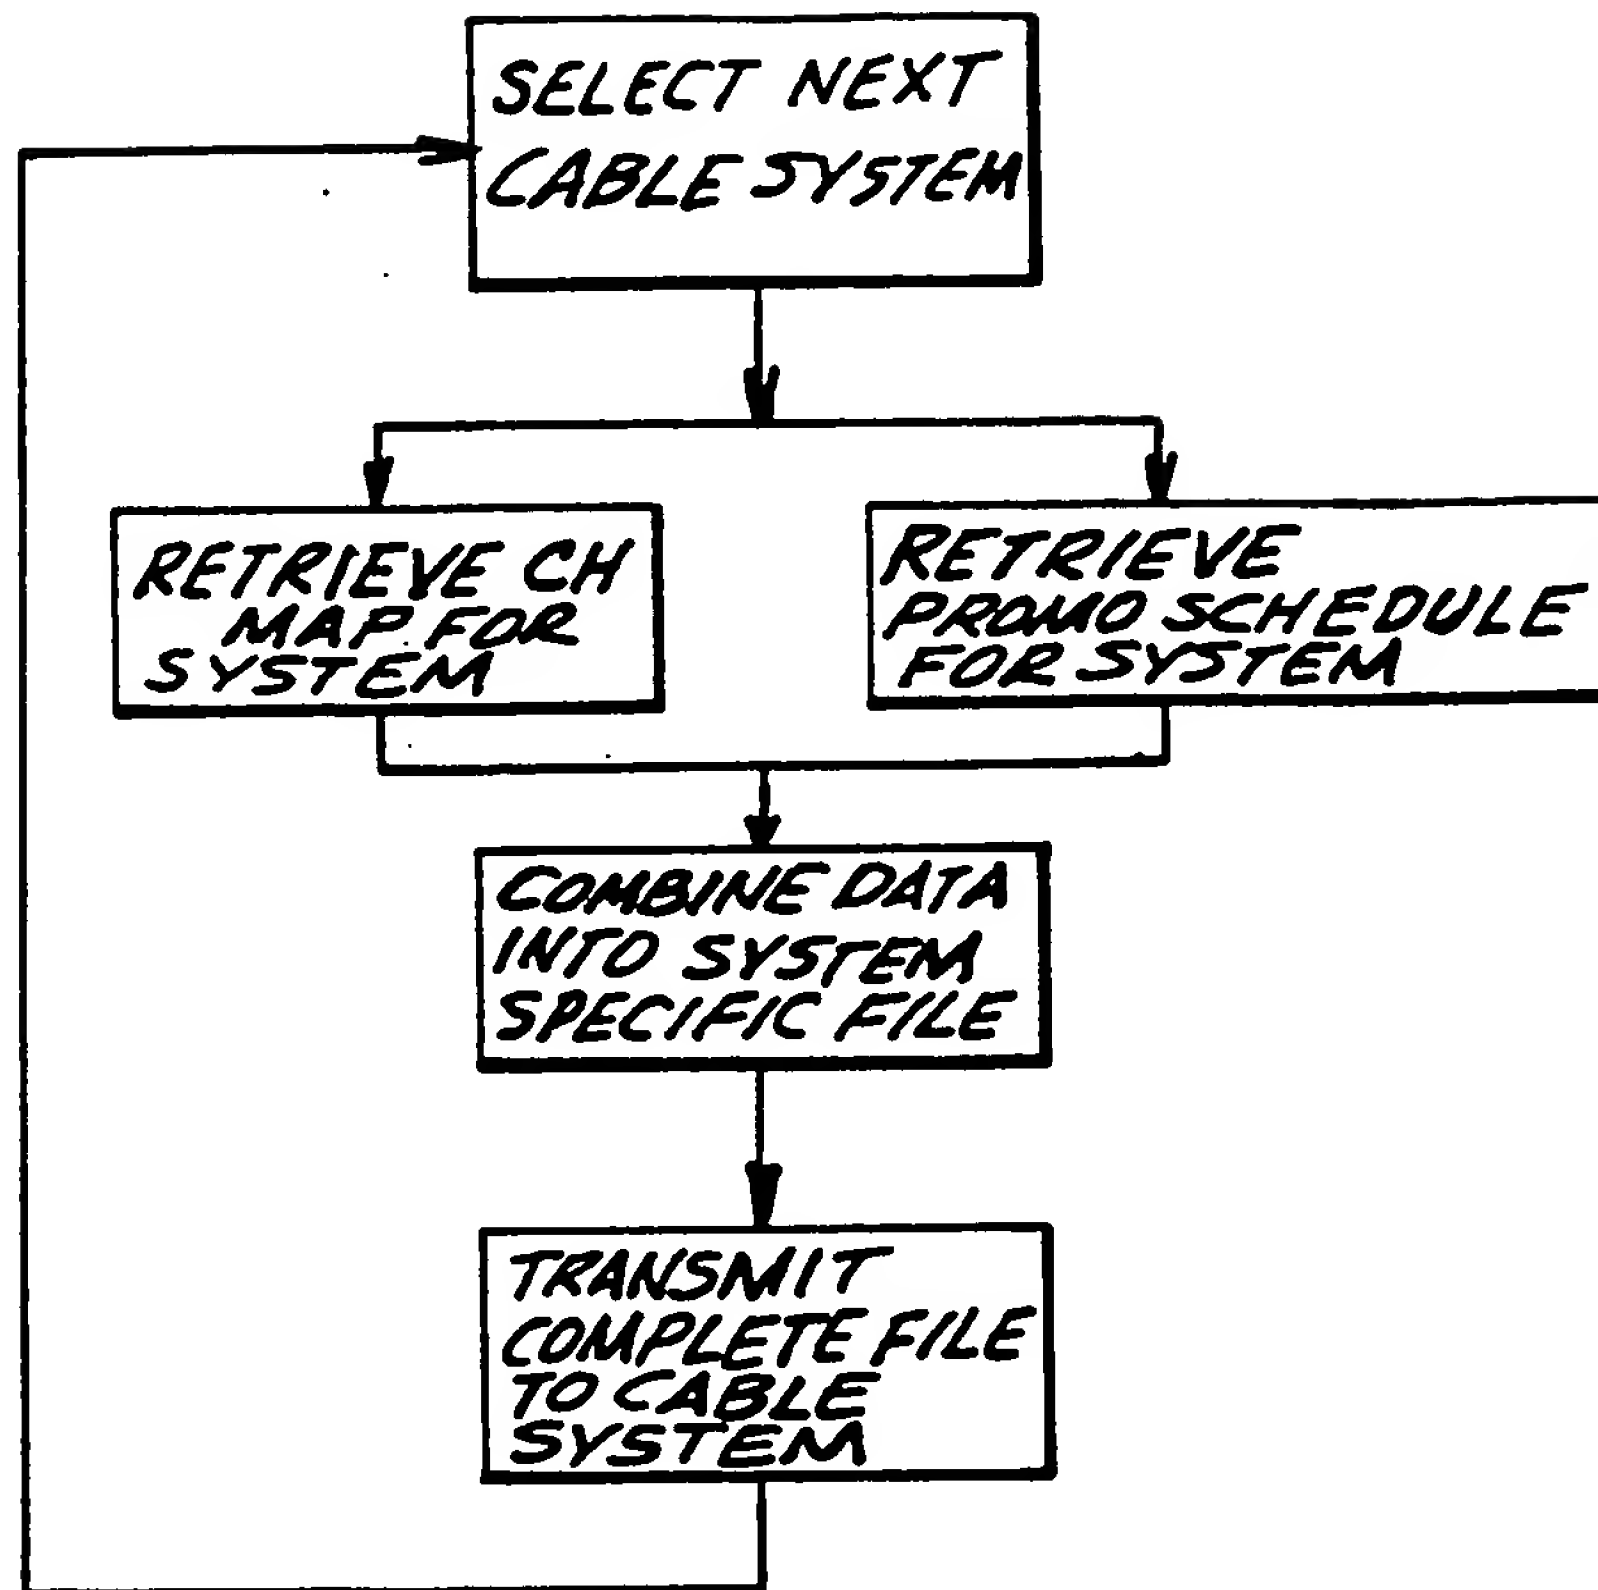 SELECT NEXT
CABLE SYSTEM
RETRIEVE CH
MAP FOR
SYSTEM
RETRIEVE
PROMO SCHEDULE
FOR SYSTEM
COMBINE DATA
INTO SYSTEM
SPECIFIC FILE
TRANSMIT
COMPLETE FILE
TO CABLE
SYSTEM